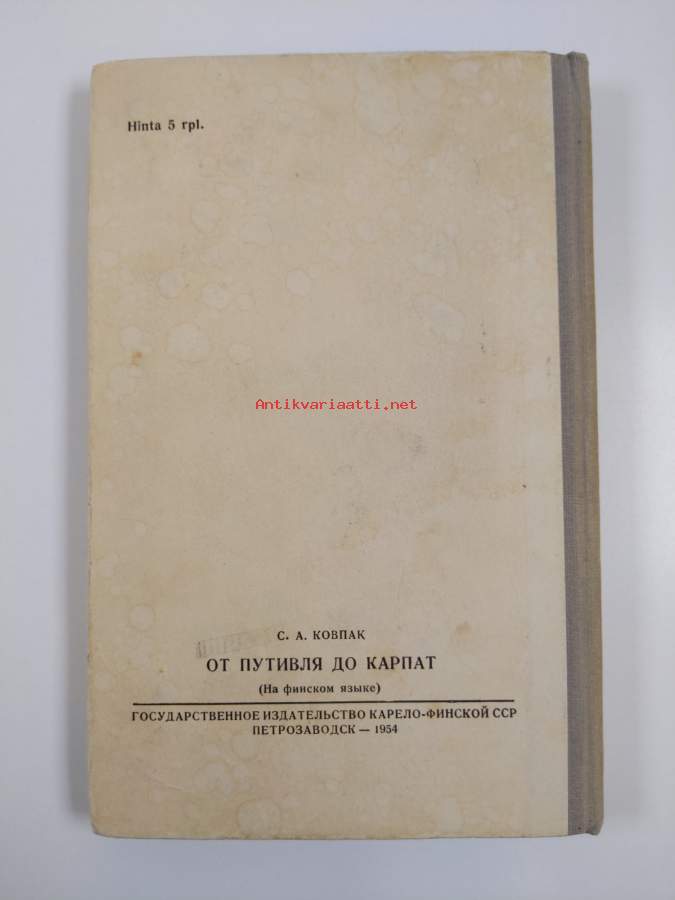 Hinta 5 rpl.
Antikvariaatti.net
С. А. КОВПАК
ОТ ПУТИВЛЯ ДО КАРПАТ
(На финском языке)
ГОСУДАРСТВЕННОЕ ИЗДАТЕЛЬСТВО КАРЕЛО-ФИНСКОЙ ССР
ПЕТРОЗАВОДСК — 1954